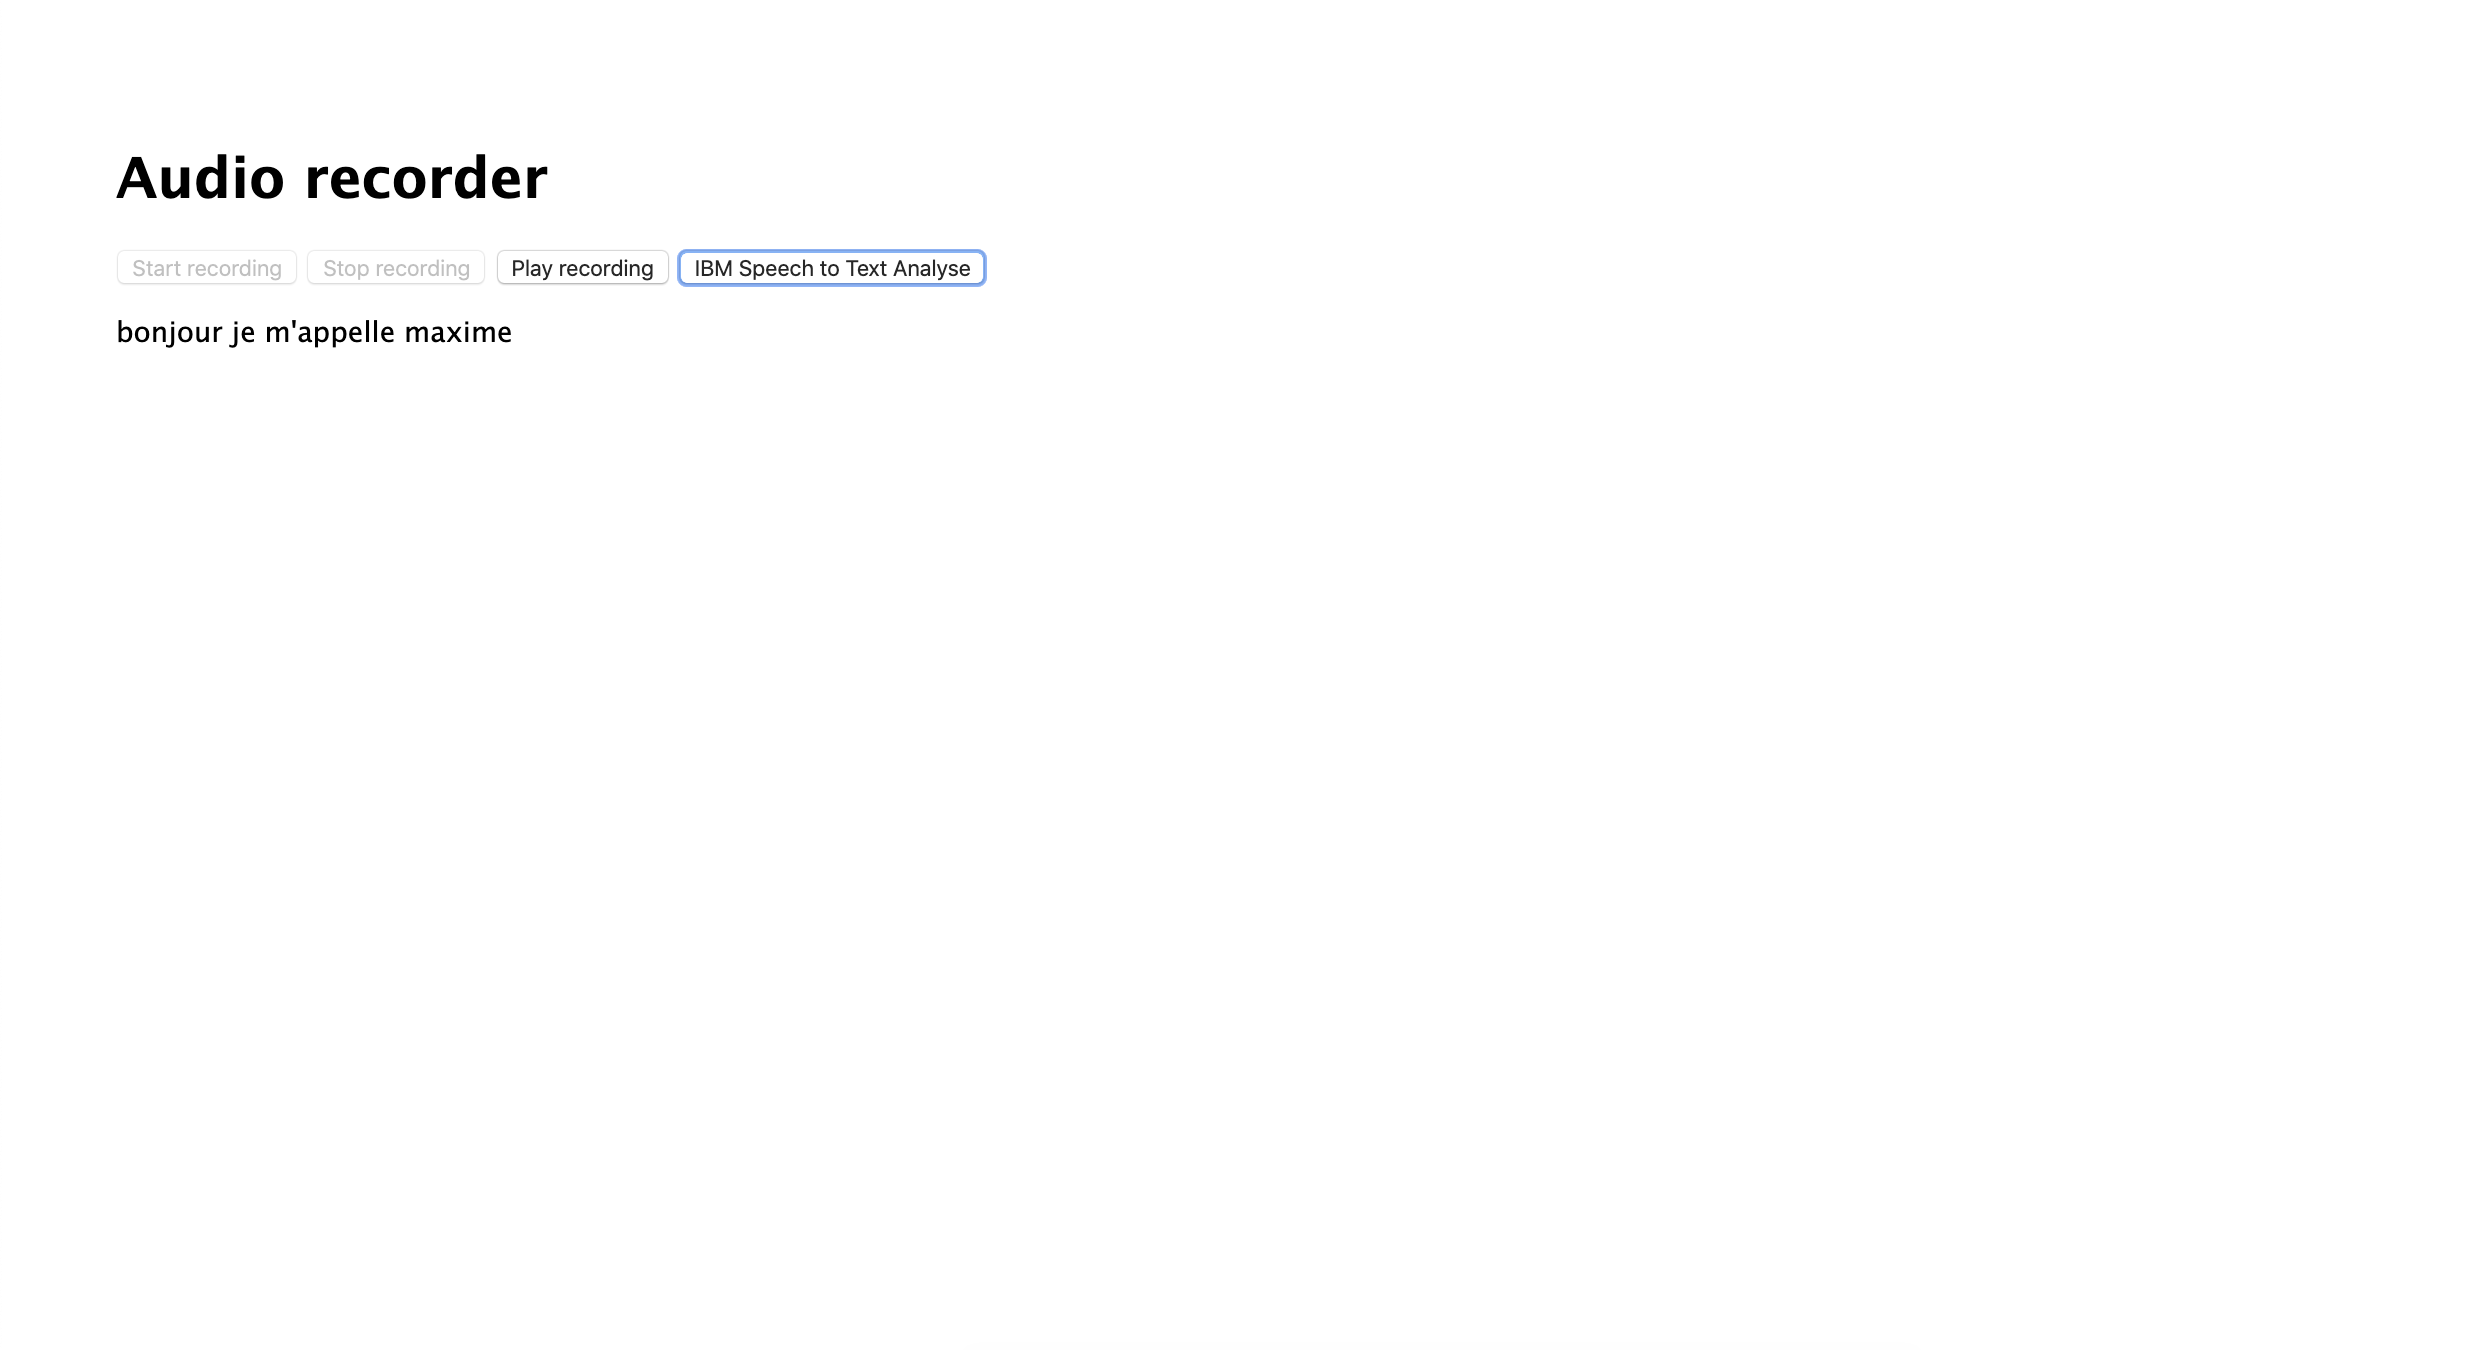 Audio recorder
Start recording Stop recording Play recording IBM Speech to Text Analyse
bonjour je m'appelle maxime